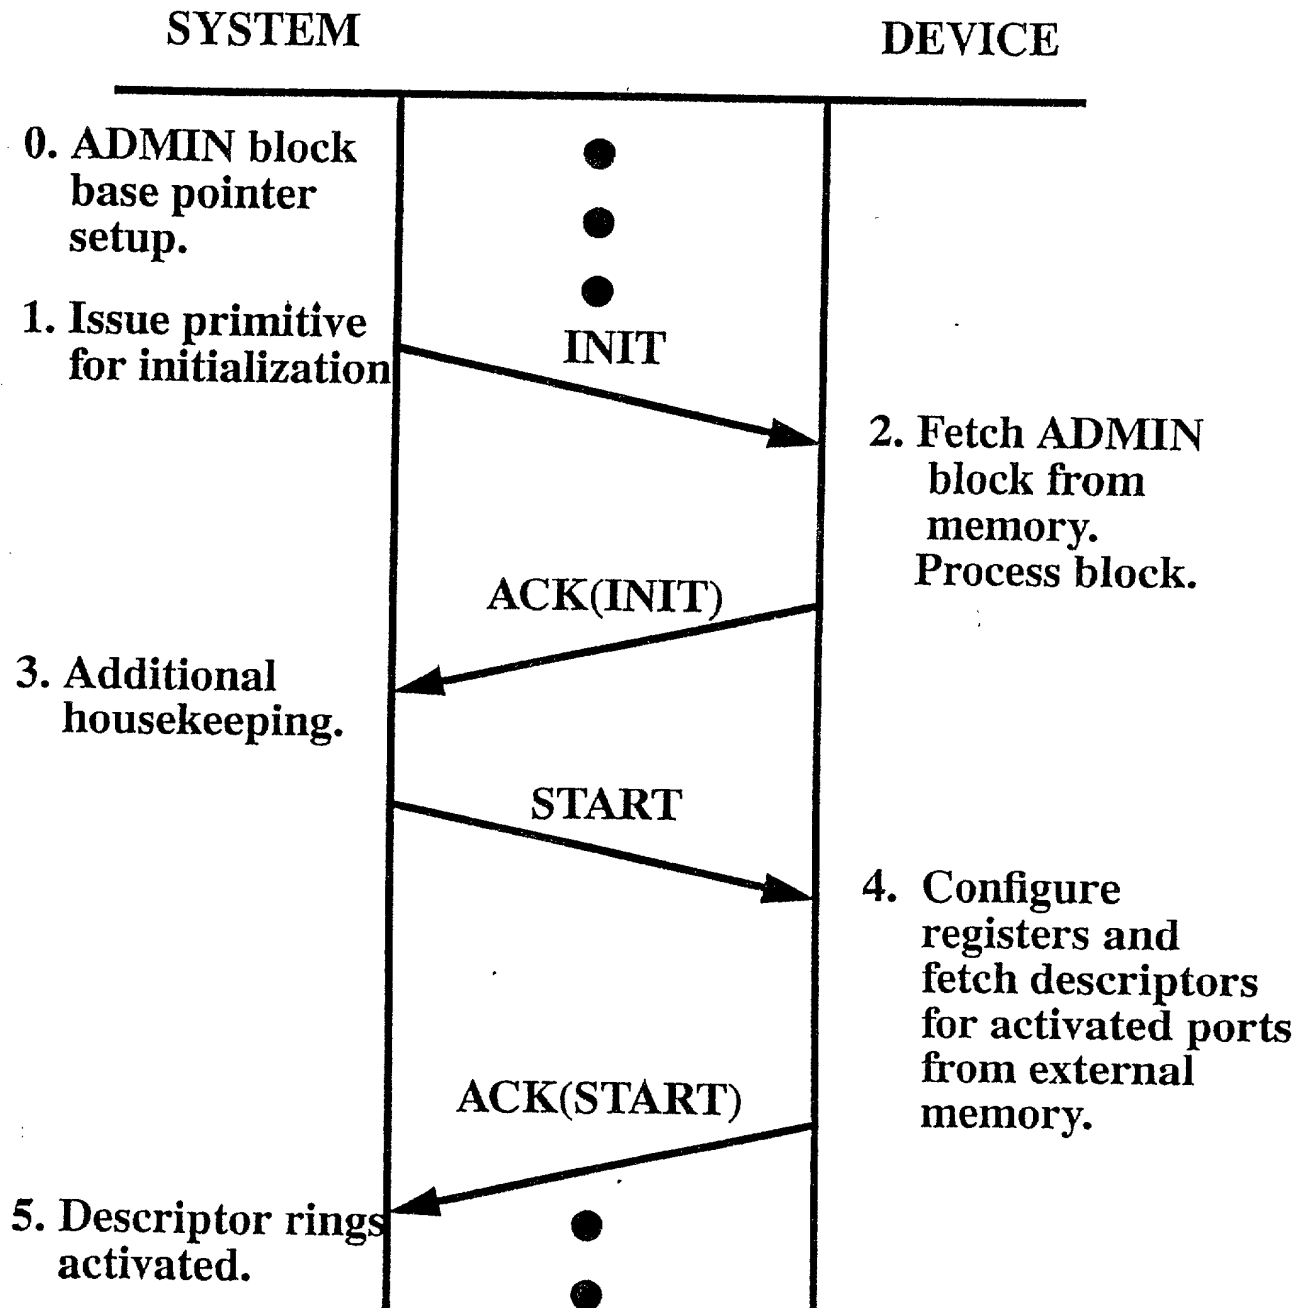 SYSTEM
DEVICE
0. ADMIN block
base pointer
setup.
1. Issue primitive
for initialization
INIT
2. Fetch ADMIN
block from
memory.
Process block.
ACK(INIT)
3. Additional
housekeeping.
START
4. Configure
registers and
fetch descriptors
for activated ports
from external
memory.
ACK(START)
5. Descriptor rings
activated.